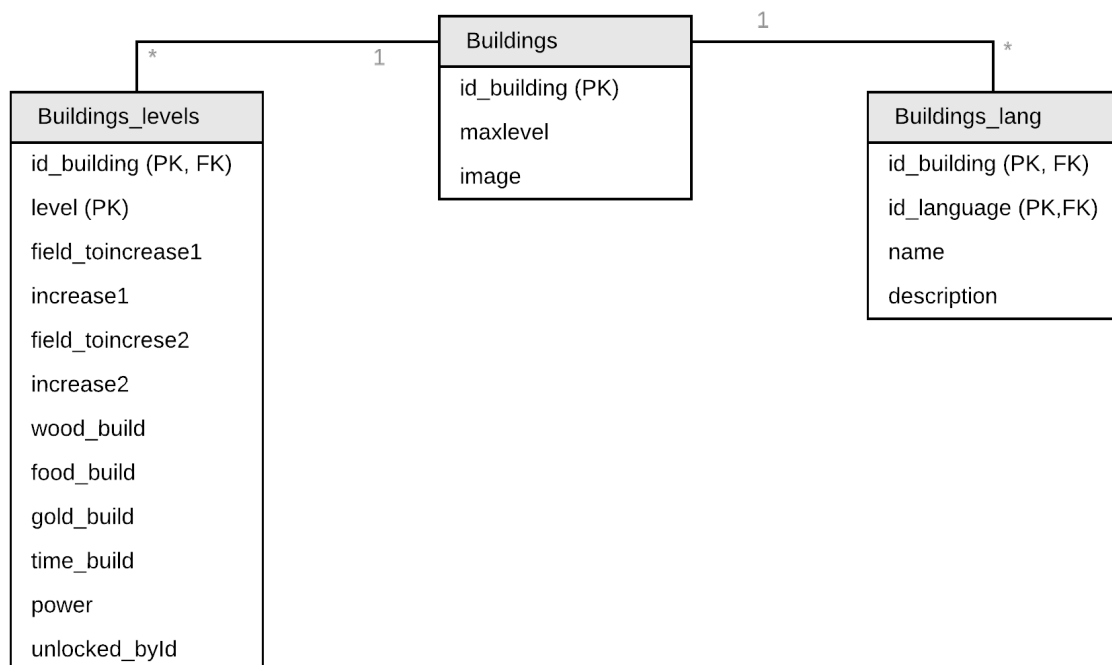 Buildings
id_building (PK)
maxlevel
image
1
*
1
*
Buildings_levels
id_building (PK, FK)
level (PK)
field_toincrease1
increase1
field_toincrese2
increase2
wood_build
food_build
gold_build
time_build
power
unlocked_byId
Buildings_lang
id_building (PK, FK)
id_language (PK,FK)
name
description